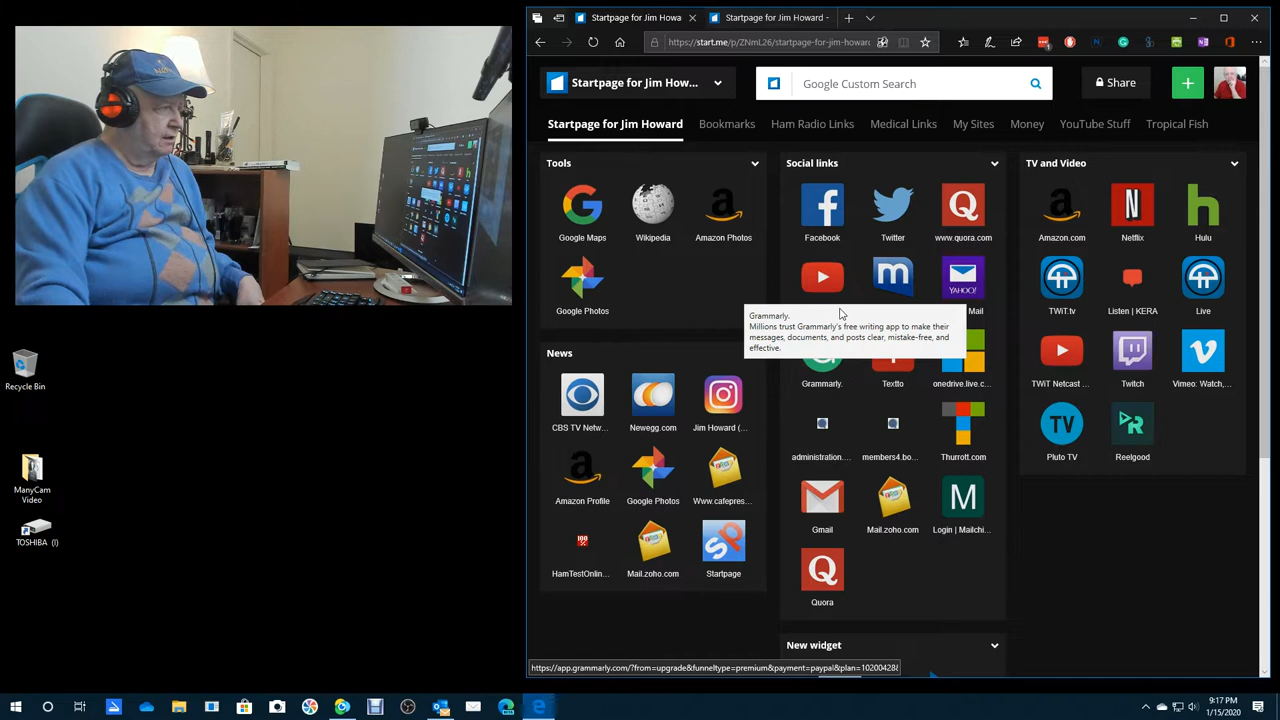 Startpage for Jim Howa
Startpage for Jim Howard -
https://start.me/p/ZNmL26/startpage-for-jim-howard
Startpage for Jim How...
Google Custom Search
Share
+
Startpage for Jim Howard
Bookmarks
Ham Radio Links
Medical Links
My Sites
Money
YouTube Stuff
Tropical Fish
Tools
Google Maps
Wikipedia
Amazon Photos
Google Photos
News
CBS TV Netw...
Newegg.com
Jim Howard (...
Amazon Profile
Google Photos
Www.cafepres...
HamTestOnlin...
Mail.zoho.com
Startpage
Social links
Facebook
Twitter
www.quora.com
YAHOO!
Mail
Grammarly.
Millions trust Grammarly's free writing app to make their
messages, documents, and posts clear, mistake-free, and
effective.
Grammarly.
Textto
onedrive.live.c...
administration....
members4.bo...
Thurrott.com
Gmail
Mail.zoho.com
Login | Mailchi...
Quora
New widget
TV and Video
Amazon.com
Netflix
Hulu
TWiT.tv
Listen | KERA
Live
TWiT Netcast ...
Twitch
Vimeo: Watch,...
TV
Pluto TV
Reelgood
Recycle Bin
ManyCam
Video
TOSHIBA (I)
https://app.grammarly.com/?from=upgrade&funneltype=premium&payment=paypal&plan=10200428
9:17 PM
1/15/2020